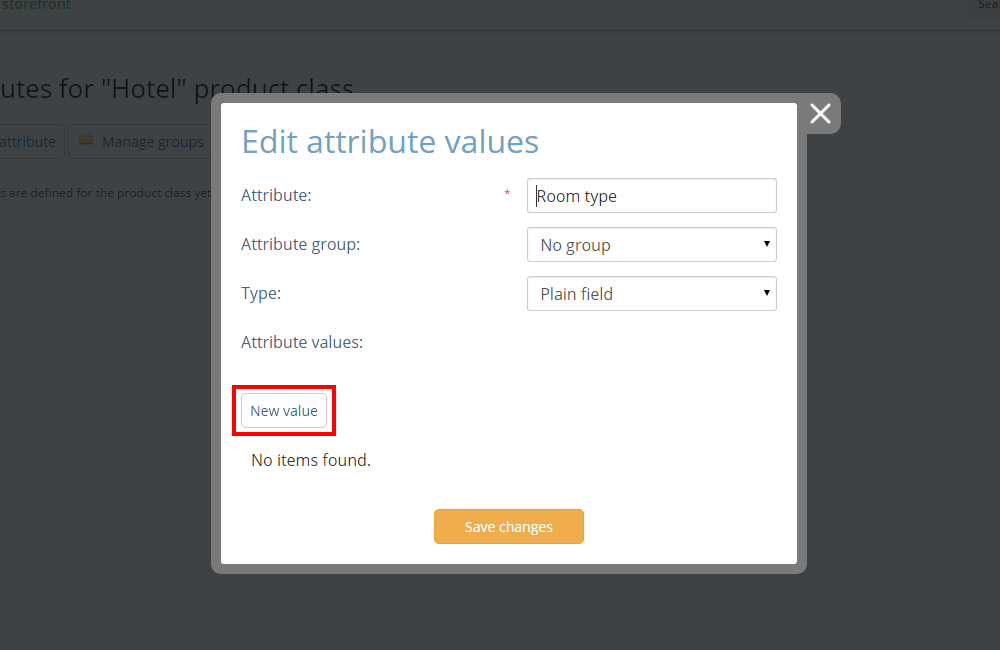 storefront
Sea
utes for "Hotel" product class
attribute
Manage groups
s are defined for the product class yet
Edit attribute values
Attribute: * Room type
Attribute group: No group
Type: Plain field
Attribute values:
New value
No items found.
Save changes